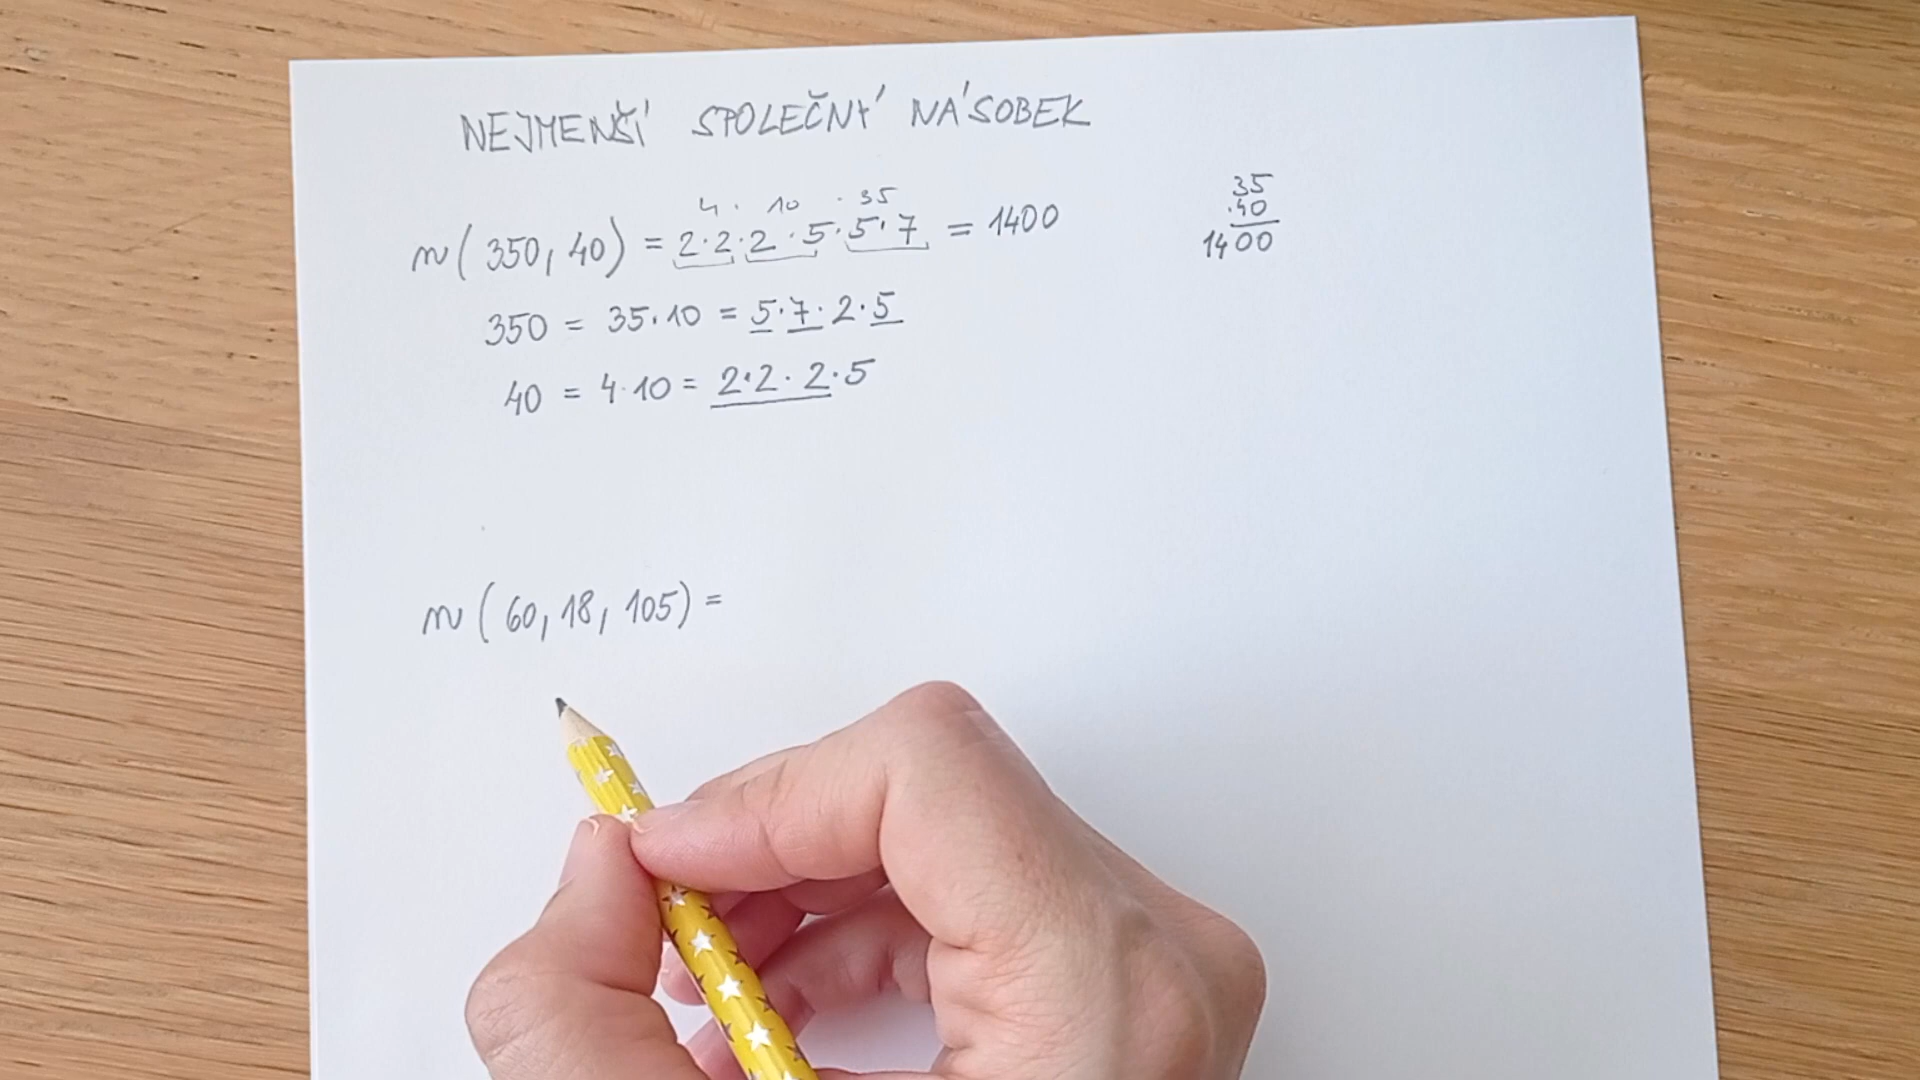 NEJMENŠÍ SPOLEČNÝ NÁSOBEK
4 · 10 · 35
n(350, 40) = 2·2·2·5·5·7 = 1400
350 = 35·10 = 5·7·2·5
40 = 4·10 = 2·2·2·5
35
·40
1400
n(60, 18, 105) =